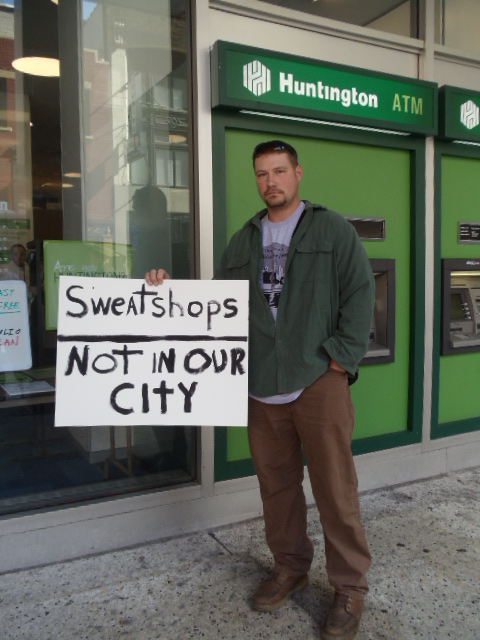 Huntington ATM
SWEATSHOPS
NOT IN OUR
CITY